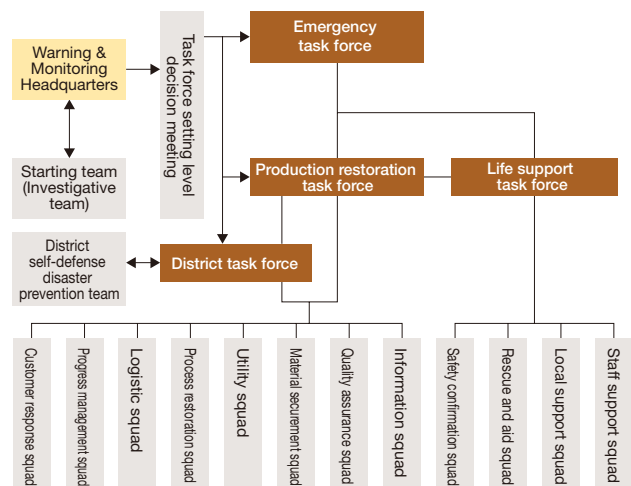 Warning &
Monitoring
Headquarters
Task force setting level
decision meeting
Emergency
task force
Starting team
(Investigative
team)
Production restoration
task force
Life support
task force
District
self-defense
disaster
prevention team
District task force
Customer response squad
Progress management squad
Logistic squad
Process restoration squad
Utility squad
Material securement squad
Quality assurance squad
Information squad
Safety confirmation squad
Rescue and aid squad
Local support squad
Staff support squad